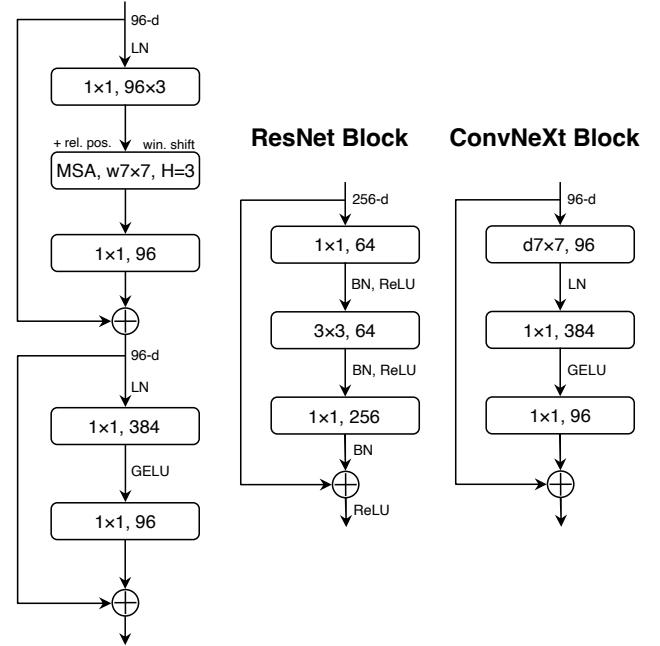 96-d
LN
1×1, 96×3
+ rel. pos.
win. shift
MSA, w7×7, H=3
1×1, 96
96-d
LN
1×1, 384
GELU
1×1, 96
ResNet Block
256-d
1×1, 64
BN, ReLU
3×3, 64
BN, ReLU
1×1, 256
BN
ReLU
ConvNeXt Block
96-d
d7×7, 96
LN
1×1, 384
GELU
1×1, 96